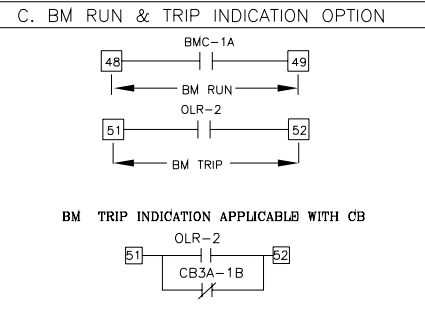 C. BM RUN & TRIP INDICATION OPTION
BMC-1A
48 49
BM RUN
OLR-2
51 52
BM TRIP
BM TRIP INDICATION APPLICABLE WITH CB
OLR-2
51 52
CB3A-1B